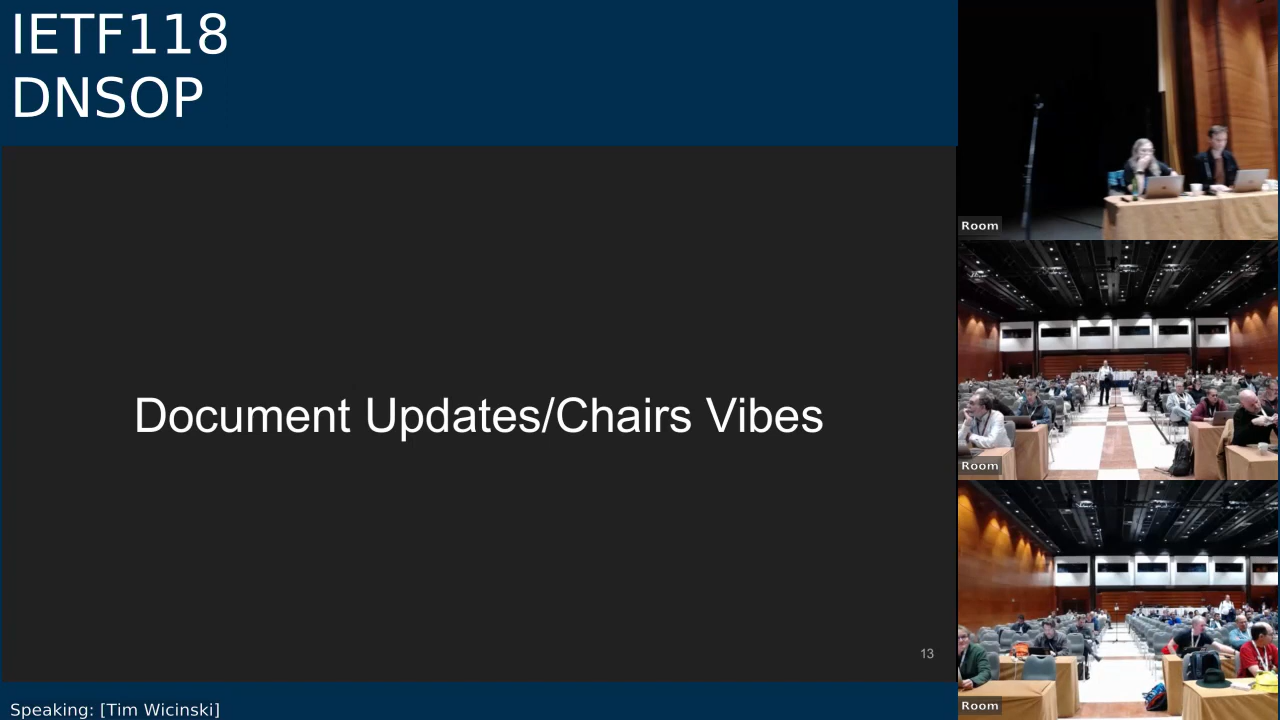 IETF118
DNSOP
Document Updates/Chairs Vibes
13
Speaking: [Tim Wicinski]
Room
Room
Room